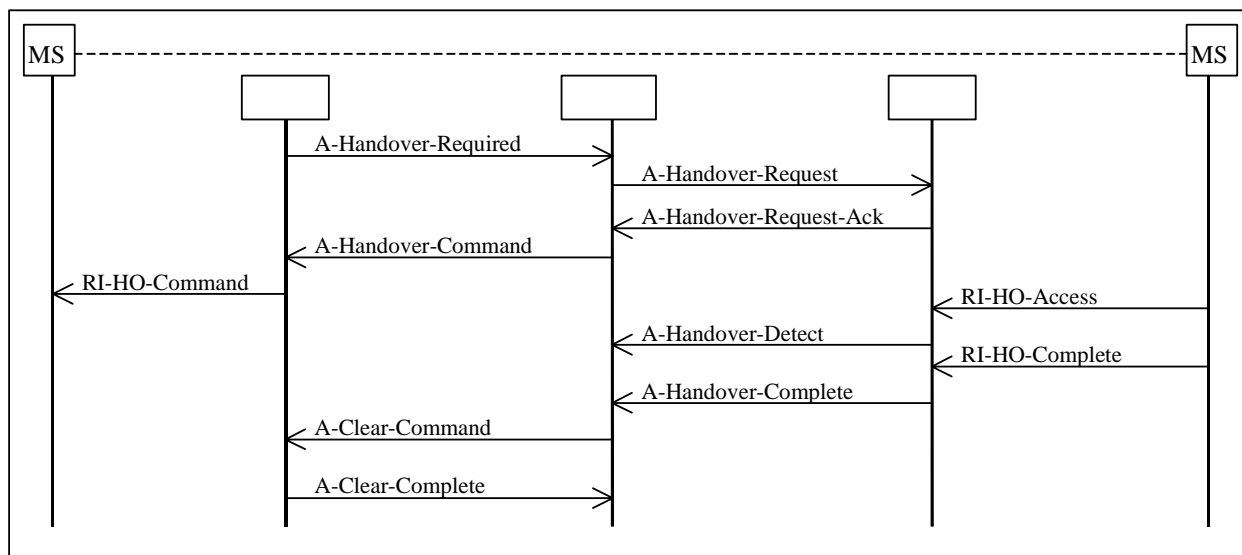 MS
MS
A-Handover-Required
A-Handover-Request
A-Handover-Request-Ack
A-Handover-Command
RI-HO-Command
RI-HO-Access
A-Handover-Detect
RI-HO-Complete
A-Handover-Complete
A-Clear-Command
A-Clear-Complete